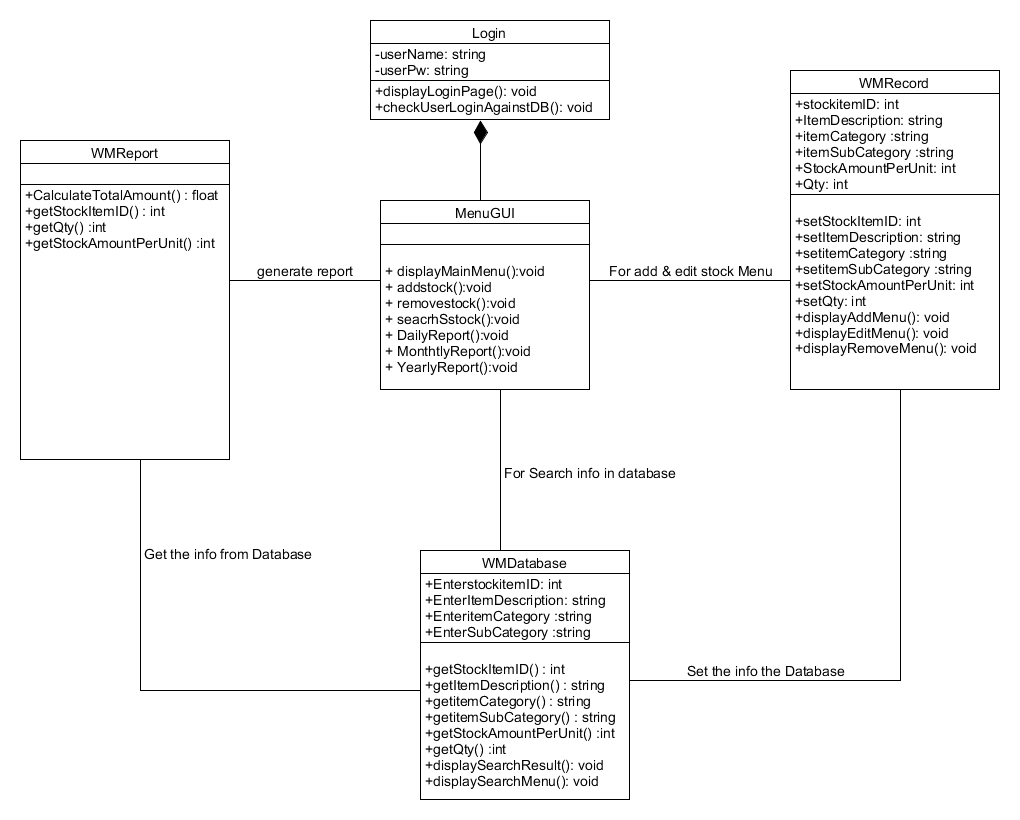 Login
-userName: string
-userPw: string
+displayLoginPage(): void
+checkUserLoginAgainstDB(): void
WMRecord
+stockitemID: int
+ItemDescription: string
+itemCategory :string
+itemSubCategory :string
+StockAmountPerUnit: int
+Qty: int
+setStockItemID: int
+setItemDescription: string
+setitemCategory :string
+setitemSubCategory :string
+setStockAmountPerUnit: int
+setQty: int
+displayAddMenu(): void
+displayEditMenu(): void
+displayRemoveMenu(): void
WMReport
+CalculateTotalAmount() : float
+getStockItemID() : int
+getQty() :int
+getStockAmountPerUnit() :int
MenuGUI
+ displayMainMenu():void
+ addstock():void
+ removestock():void
+ seacrhSstock():void
+ DailyReport():void
+ MonthtlyReport():void
+ YearlyReport():void
generate report
For add & edit stock Menu
For Search info in database
Get the info from Database
WMDatabase
+EnterstockitemID: int
+EnterItemDescription: string
+EnteritemCategory :string
+EnterSubCategory :string
+getStockItemID() : int
+getItemDescription() : string
+getitemCategory() : string
+getitemSubCategory() : string
+getStockAmountPerUnit() :int
+getQty() :int
+displaySearchResult(): void
+displaySearchMenu(): void
Set the info the Database